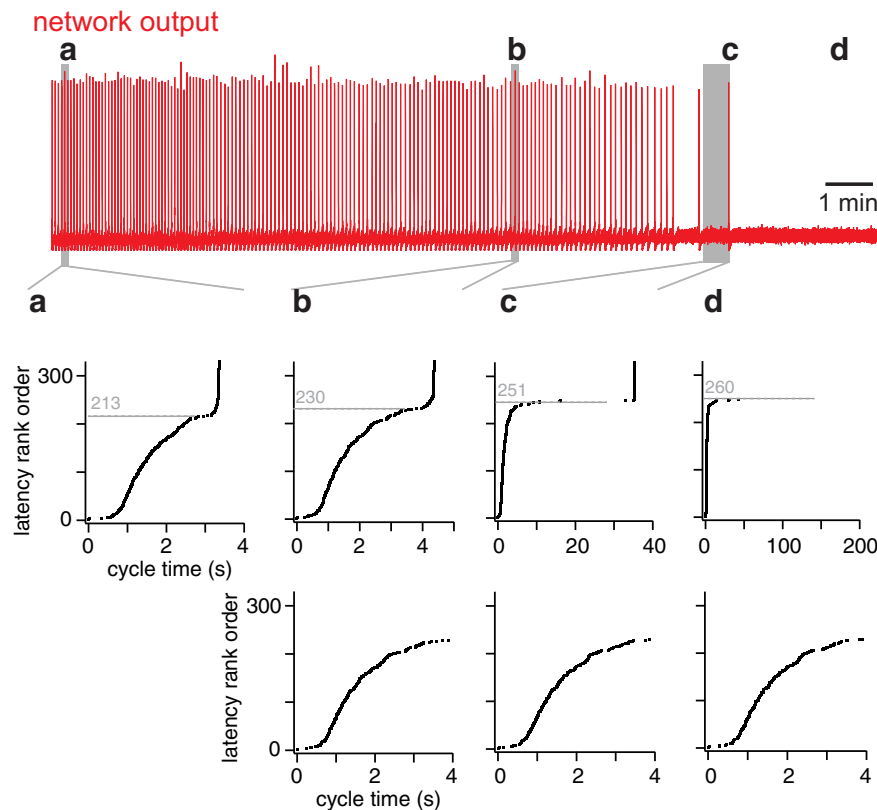 network output
a b c d
1 min
a b c d
latency rank order
300
0
213
230
251
260
0 2 4
0 2 4
0 20 40
0 100 200
cycle time (s)
latency rank order
300
0
0 2 4
0 2 4
0 2 4
cycle time (s)